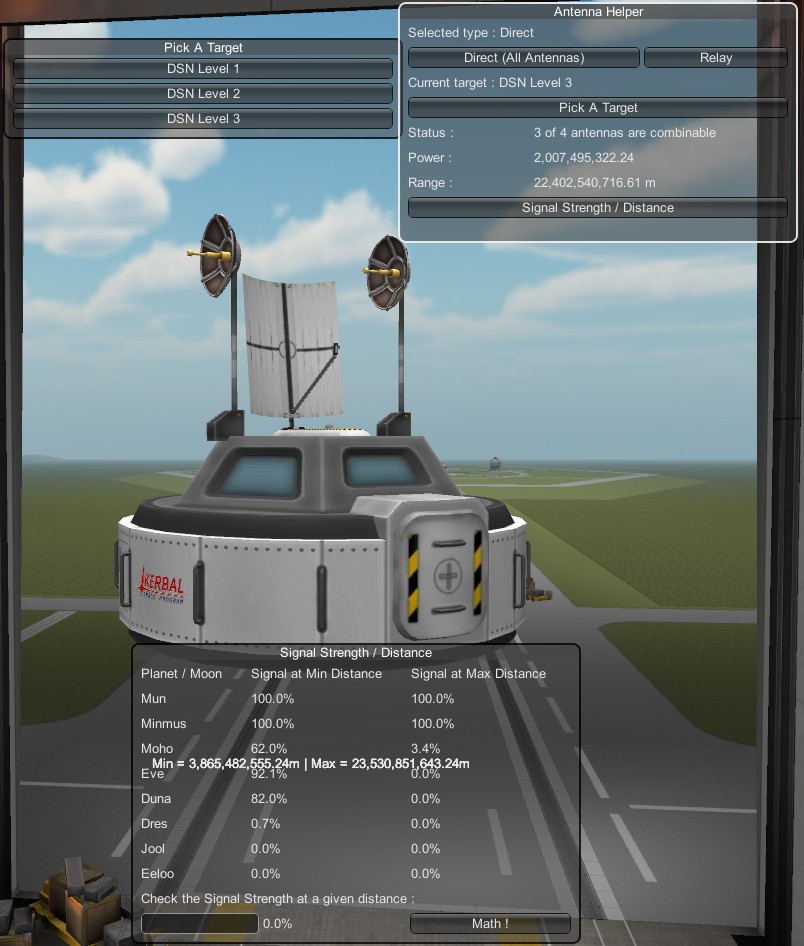 Pick A Target
DSN Level 1
DSN Level 2
DSN Level 3
Antenna Helper
Selected type : Direct
Direct (All Antennas) Relay
Current target : DSN Level 3
Pick A Target
Status : 3 of 4 antennas are combinable
Power : 2,007,495,322.24
Range : 22,402,540,716.61 m
Signal Strength / Distance
KERBAL
SPACE PROGRAM
Signal Strength / Distance
Planet / Moon Signal at Min Distance Signal at Max Distance
Mun 100.0% 100.0%
Minmus 100.0% 100.0%
Moho 62.0% 3.4%
Min = 3,865,482,555.24m | Max = 23,530,851,643.24m
Eve 92.1% 0.0%
Duna 82.0% 0.0%
Dres 0.7% 0.0%
Jool 0.0% 0.0%
Eeloo 0.0% 0.0%
Check the Signal Strength at a given distance :
0.0% Math !